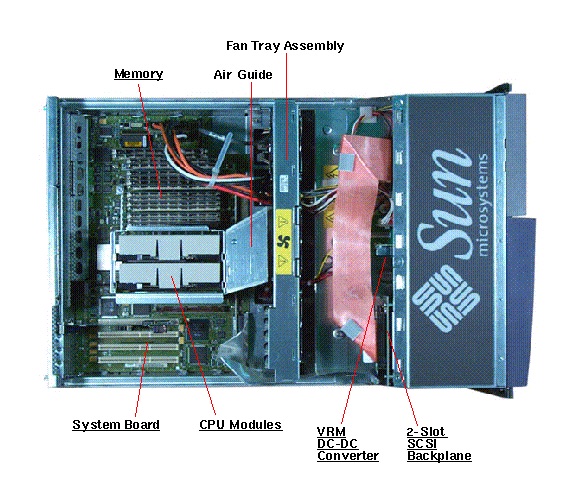 Fan Tray Assembly
Memory
Air Guide
Sun
microsystems
System Board
CPU Modules
VRM
DC-DC
Converter
2-Slot
SCSI
Backplane